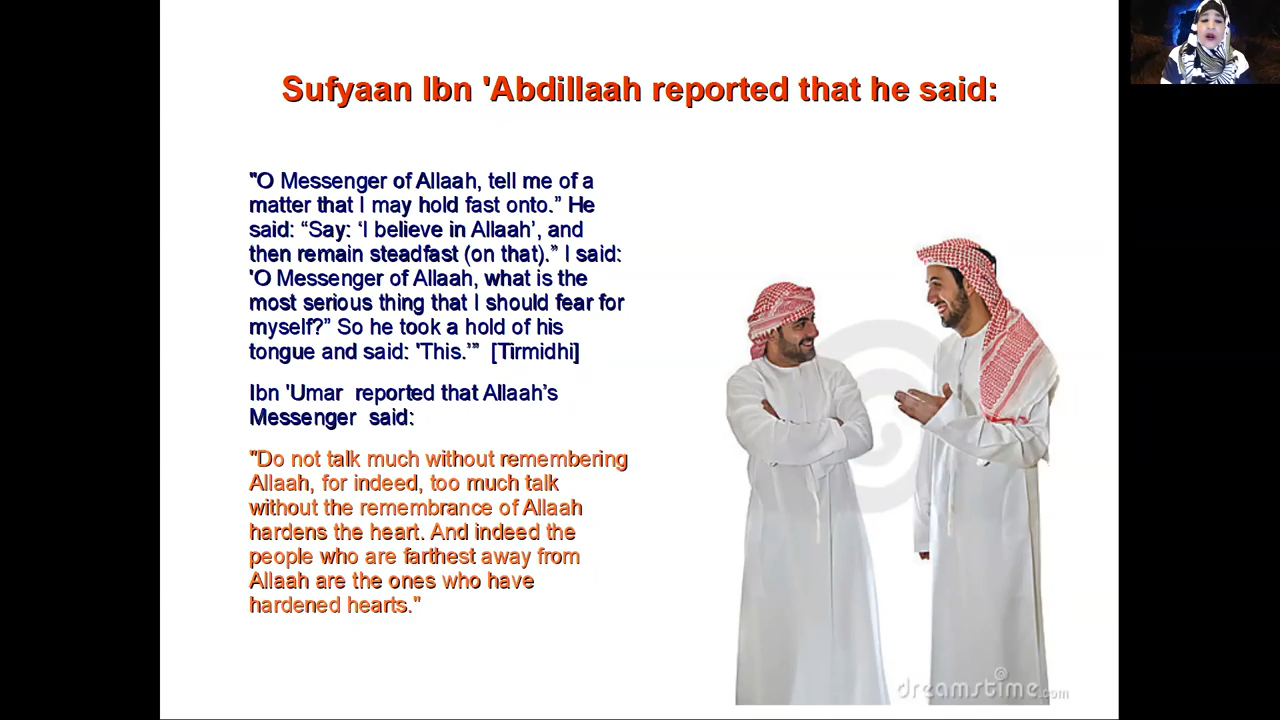 Sufyaan Ibn 'Abdillaah reported that he said:
"O Messenger of Allaah, tell me of a
matter that I may hold fast onto.” He
said: “Say: ‘I believe in Allaah’, and
then remain steadfast (on that).” I said:
'O Messenger of Allaah, what is the
most serious thing that I should fear for
myself?” So he took a hold of his
tongue and said: 'This.’” [Tirmidhi]
Ibn 'Umar  reported that Allaah’s
Messenger  said:
"Do not talk much without remembering
Allaah, for indeed, too much talk
without the remembrance of Allaah
hardens the heart. And indeed the
people who are farthest away from
Allaah are the ones who have
hardened hearts."
dreamstime.com